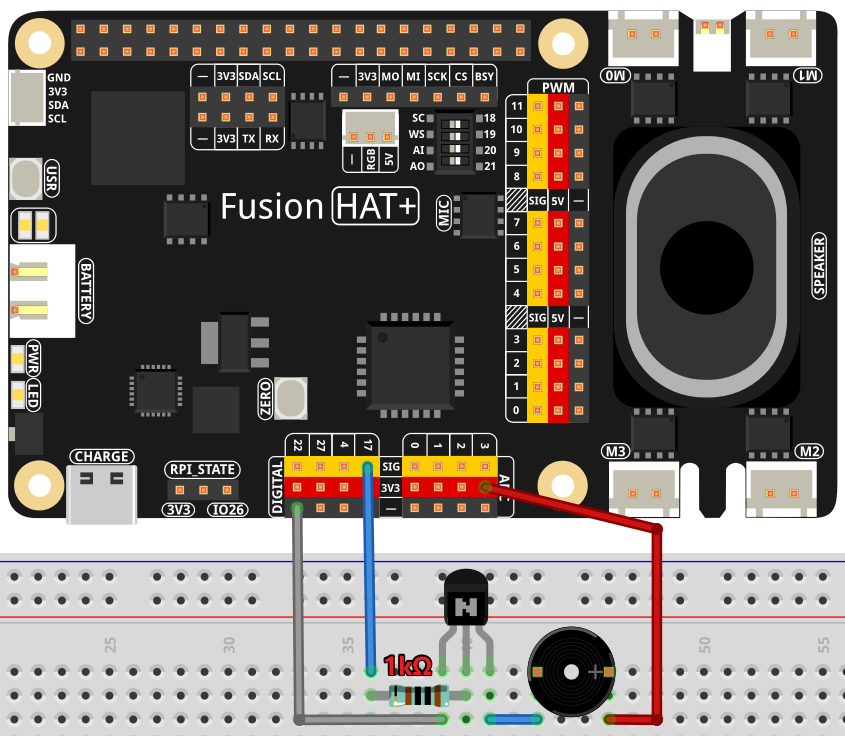 GND
3V3
SDA
SCL
— 3V3 SDA SCL
— 3V3 TX RX
— 3V3 MO MI SCK CS BSY
— RGB 5V
SC 18
WS 19
AI 20
AO 21
PWM
11
10
9
8
SIG 5V —
7
6
5
4
SIG 5V —
3
2
1
0
M0
M1
USR
Fusion HAT+
MIC
BATTERY
SPEAKER
PWR
LED
ZERO
CHARGE
RPI_STATE
3V3 IO26
DIGITAL
22 27 4 17
SIG
3V3
—
0 1 2 3
M3
M2
N
25 30 35 50 55
1kΩ
+